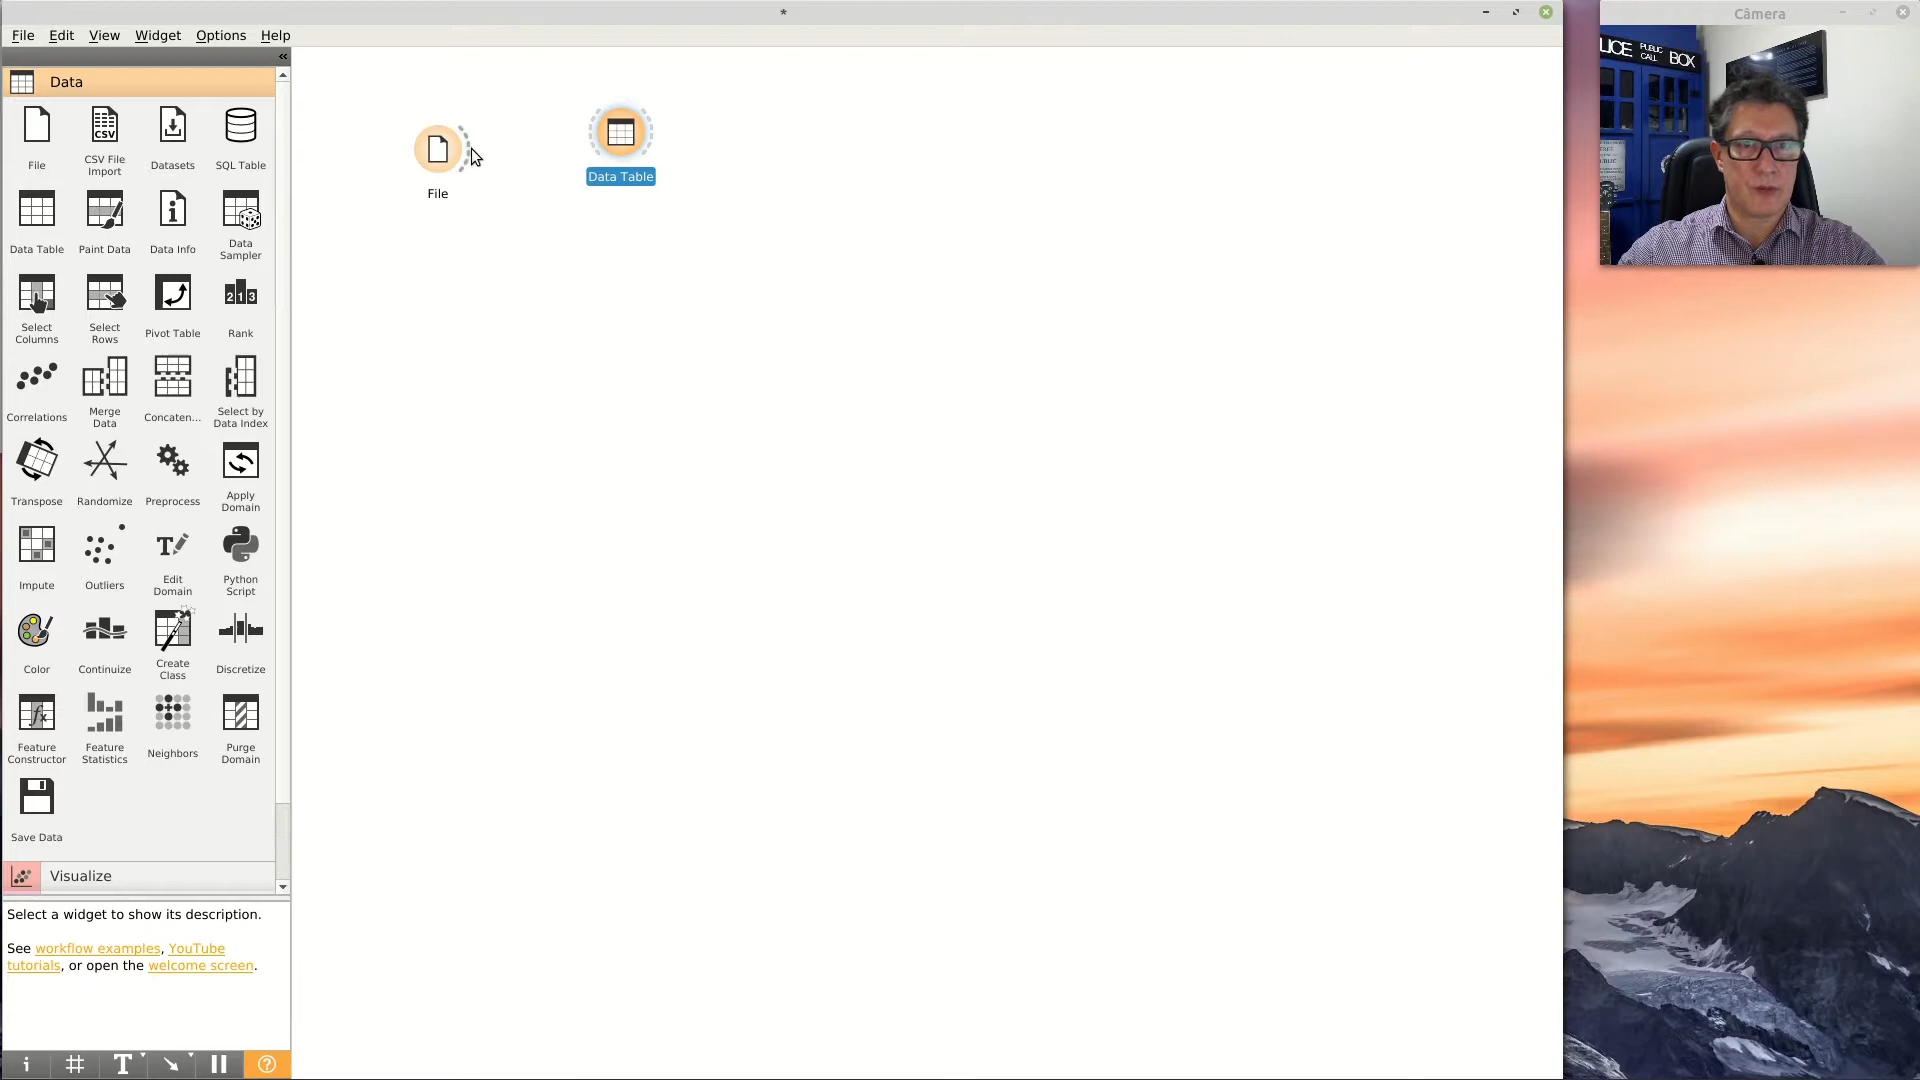 *
Câmera
File Edit View Widget Options Help
«
Data
File
CSV
CSV File
Import
Datasets
SQL Table
Data Table
Paint Data
Data Info
Data
Sampler
Select
Columns
Select
Rows
Pivot Table
213
Rank
Correlations
Merge
Data
Concaten...
Select by
Data Index
Transpose
Randomize
Preprocess
Apply
Domain
Impute
Outliers
Edit
Domain
Python
Script
Color
Continuize
Create
Class
Discretize
Feature
Constructor
Feature
Statistics
Neighbors
Purge
Domain
Save Data
Visualize
Select a widget to show its description.
See workflow examples, YouTube
tutorials, or open the welcome screen.
File
Data Table
LICE PUBLIC CALL BOX